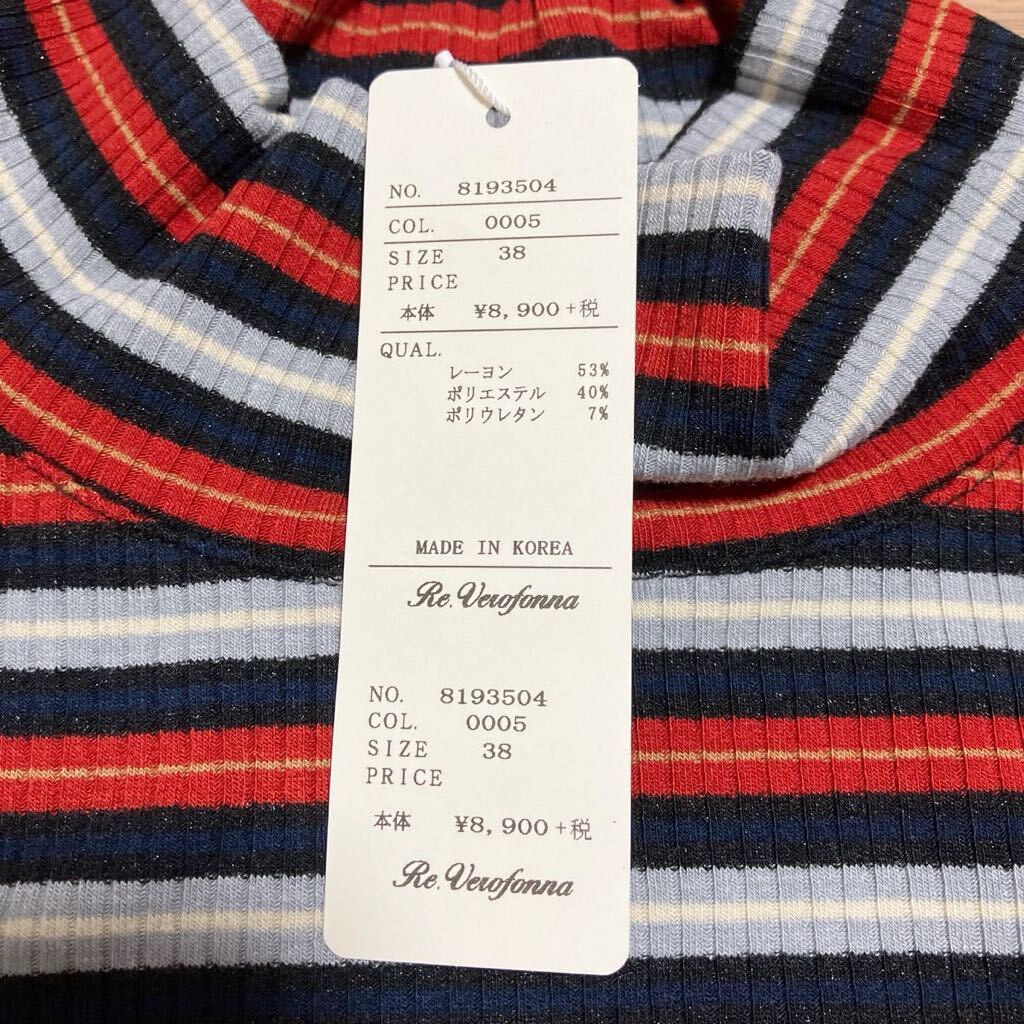 NO. 8193504
COL. 0005
SIZE 38
PRICE
本体 ¥8,900+税
QUAL.
レーヨン 53%
ポリエステル 40%
ポリウレタン 7%
MADE IN KOREA
Re.Verofonna
NO. 8193504
COL. 0005
SIZE 38
PRICE
本体 ¥8,900+税
Re.Verofonna